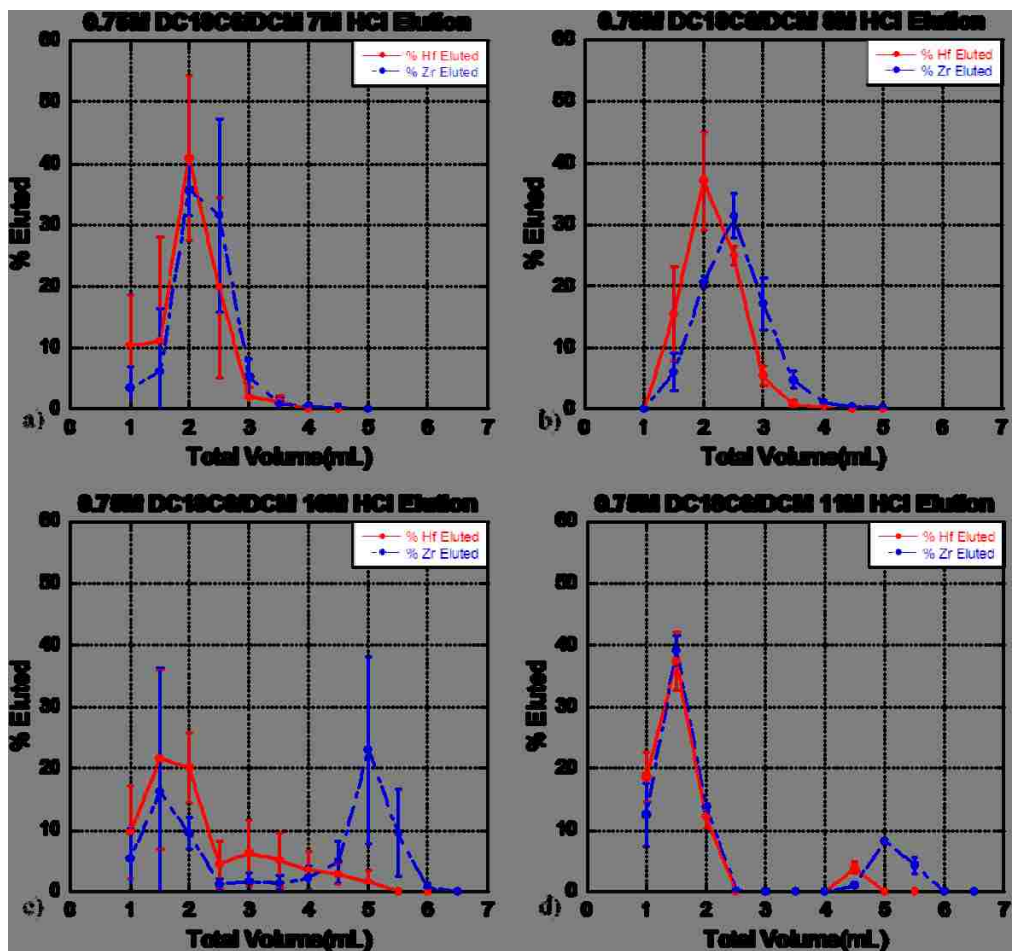 0.75M DC18C6/DCM 7M HCl Elution
% Hf Eluted
% Zr Eluted
60
50
40
30
20
10
0
% Eluted
a)
0 1 2 3 4 5 6 7
Total Volume(mL)
0.75M DC18C6/DCM 8M HCl Elution
% Hf Eluted
% Zr Eluted
60
50
40
30
20
10
0
% Eluted
b)
0 1 2 3 4 5 6 7
Total Volume(mL)
0.75M DC18C6/DCM 10M HCl Elution
% Hf Eluted
% Zr Eluted
60
50
40
30
20
10
0
% Eluted
c)
0 1 2 3 4 5 6 7
Total Volume(mL)
0.75M DC18C6/DCM 11M HCl Elution
% Hf Eluted
% Zr Eluted
60
50
40
30
20
10
0
% Eluted
d)
0 1 2 3 4 5 6 7
Total Volume(mL)